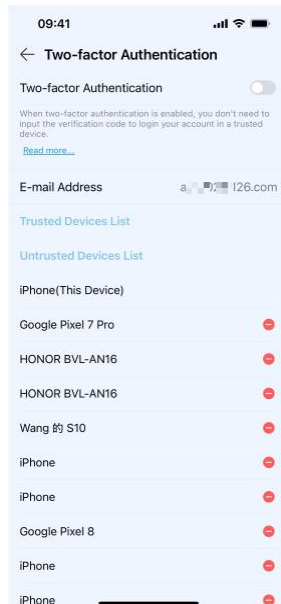 09:41
Two-factor Authentication
Two-factor Authentication
When two-factor authentication is enabled, you don't need to
input the verification code to login your account in a trusted
device.
Read more...
E-mail Address
Trusted Devices List
Untrusted Devices List
iPhone(This Device)
Google Pixel 7 Pro
HONOR BVL-AN16
HONOR BVL-AN16
Wang 的 S10
iPhone
iPhone
Google Pixel 8
iPhone
iPhone